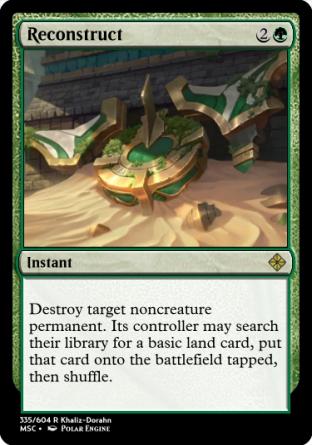 Reconstruct 2
Instant
Destroy target noncreature
permanent. Its controller may search
their library for a basic land card, put
that card onto the battlefield tapped,
then shuffle.
335/604 R Khaliz-Dorahn
MSC • Polar Engine